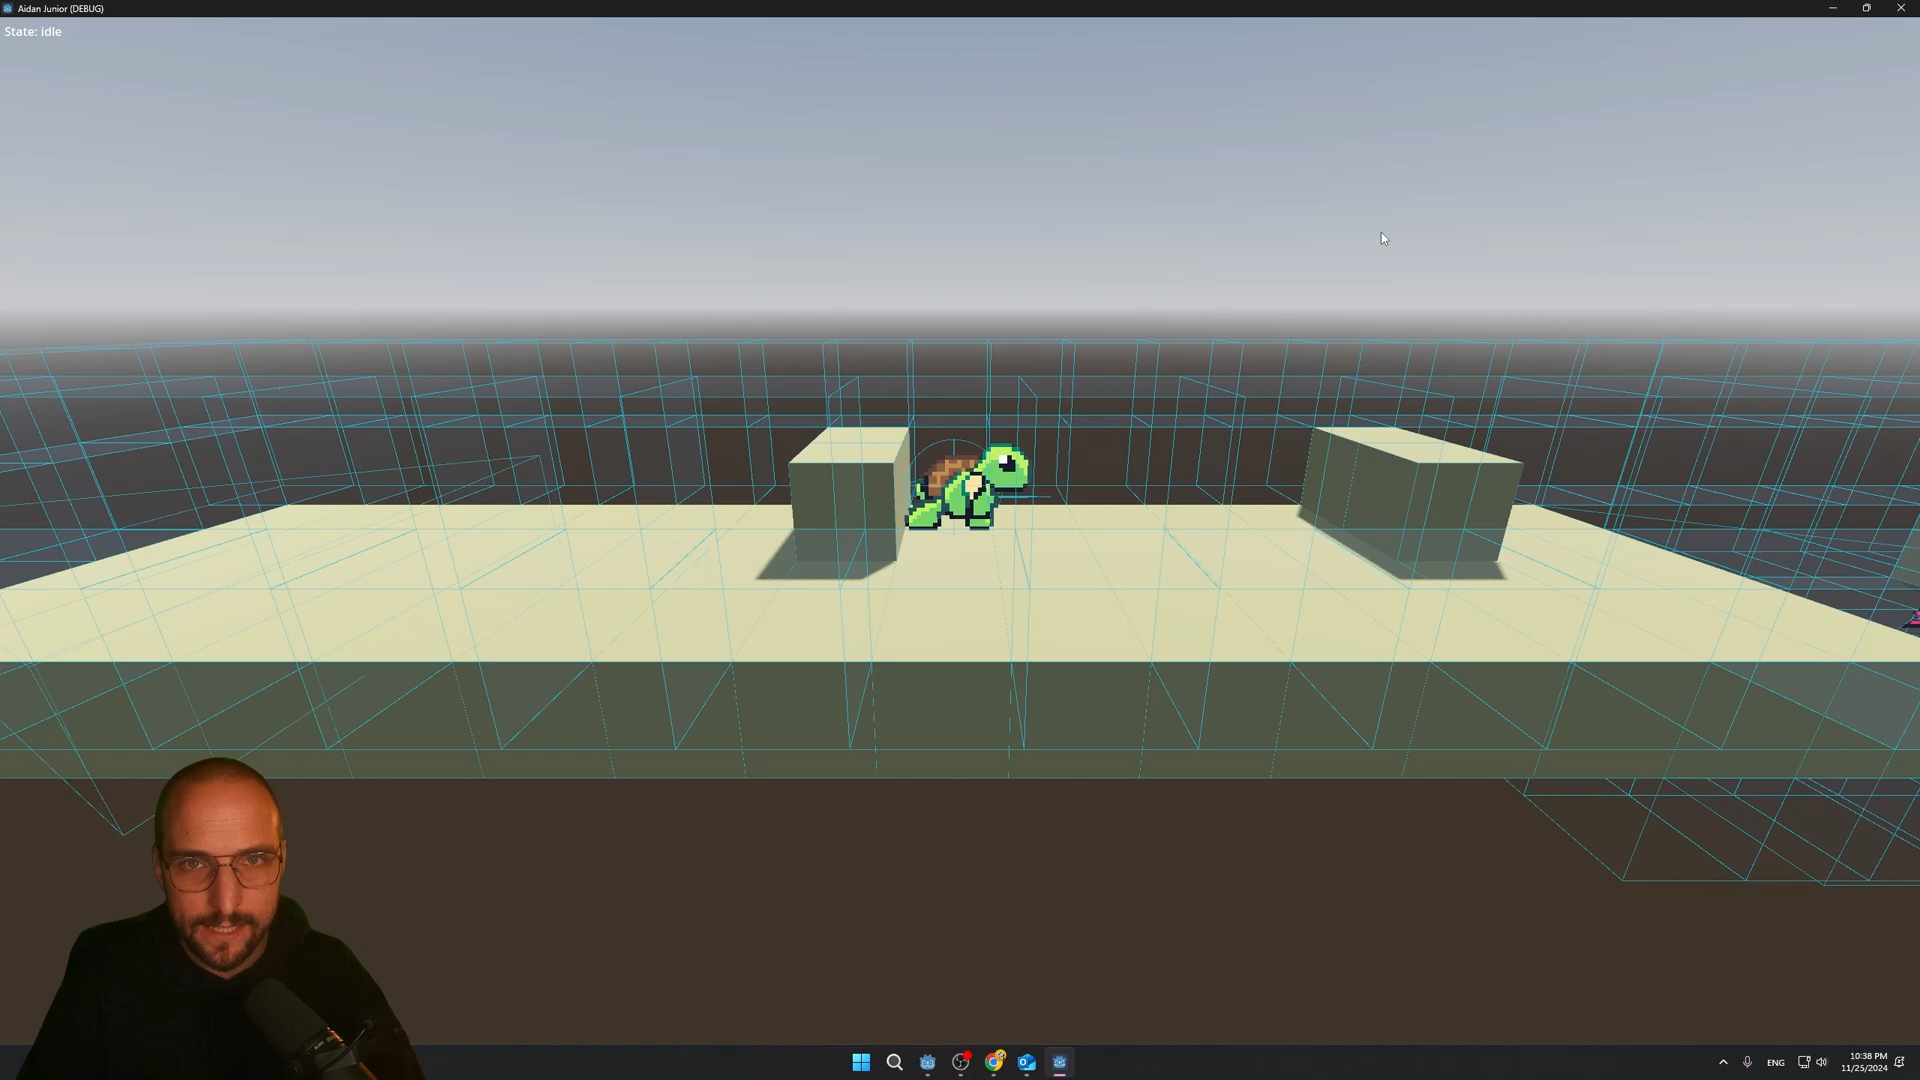 Aidan Junior (DEBUG)
State: idle
ENG
10:38 PM
11/25/2024